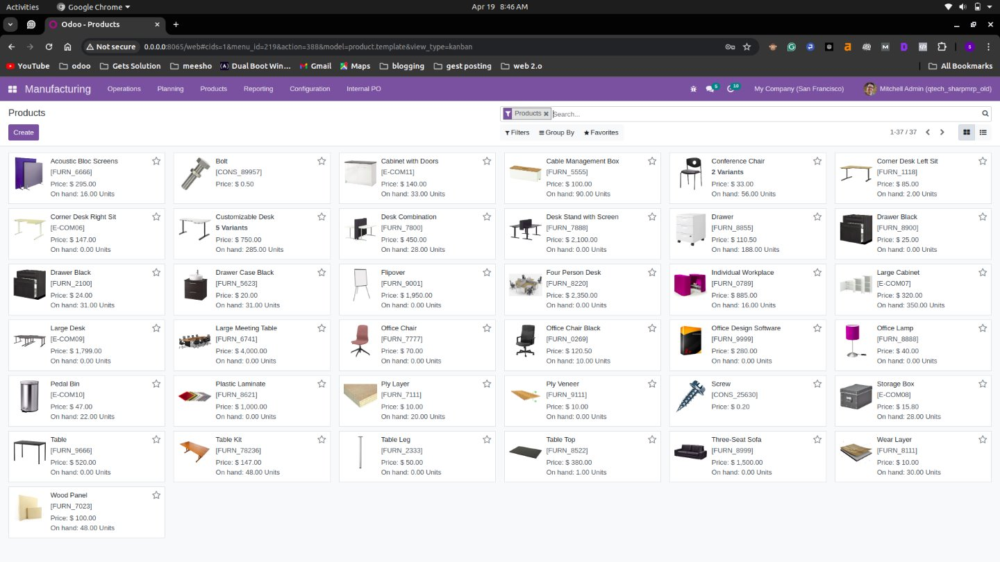 Activities
Google Chrome
Apr 19 8:46 AM
Odoo - Products
Not secure
0.0.0.0:8065/web#cids=1&menu_id=219&action=388&model=product.template&view_type=kanban
YouTube
odoo
Gets Solution
meesho
Dual Boot Win...
Gmail
Maps
blogging
gest posting
web 2.o
All Bookmarks
Manufacturing
Operations
Planning
Products
Reporting
Configuration
Internal PO
5
10
My Company (San Francisco)
Mitchell Admin (qtech_sharpmrp_old)
Products
Products
Search...
Create
Filters
Group By
Favorites
1-37 / 37
Acoustic Bloc Screens
[FURN_6666]
Price: $ 295.00
On hand: 16.00 Units
Bolt
[CONS_89957]
Price: $ 0.50
Cabinet with Doors
[E-COM11]
Price: $ 140.00
On hand: 33.00 Units
Cable Management Box
[FURN_5555]
Price: $ 100.00
On hand: 90.00 Units
Conference Chair
2 Variants
Price: $ 33.00
On hand: 56.00 Units
Corner Desk Left Sit
[FURN_1118]
Price: $ 85.00
On hand: 2.00 Units
Corner Desk Right Sit
[E-COM06]
Price: $ 147.00
On hand: 0.00 Units
Customizable Desk
5 Variants
Price: $ 750.00
On hand: 285.00 Units
Desk Combination
[FURN_7800]
Price: $ 450.00
On hand: 28.00 Units
Desk Stand with Screen
[FURN_7888]
Price: $ 2,100.00
On hand: 0.00 Units
Drawer
[FURN_8855]
Price: $ 110.50
On hand: 188.00 Units
Drawer Black
[FURN_8900]
Price: $ 25.00
On hand: 0.00 Units
Drawer Black
[FURN_2100]
Price: $ 24.00
On hand: 31.00 Units
Drawer Case Black
[FURN_5623]
Price: $ 20.00
On hand: 31.00 Units
Flipover
[FURN_9001]
Price: $ 1,950.00
On hand: 0.00 Units
Four Person Desk
[FURN_8220]
Price: $ 2,350.00
On hand: 0.00 Units
Individual Workplace
[FURN_0789]
Price: $ 885.00
On hand: 16.00 Units
Large Cabinet
[E-COM07]
Price: $ 320.00
On hand: 350.00 Units
Large Desk
[E-COM09]
Price: $ 1,799.00
On hand: 0.00 Units
Large Meeting Table
[FURN_6741]
Price: $ 4,000.00
On hand: 0.00 Units
Office Chair
[FURN_7777]
Price: $ 70.00
On hand: 0.00 Units
Office Chair Black
[FURN_0269]
Price: $ 120.50
On hand: 10.00 Units
Office Design Software
[FURN_9999]
Price: $ 280.00
On hand: 0.00 Units
Office Lamp
[FURN_8888]
Price: $ 40.00
On hand: 0.00 Units
Pedal Bin
[E-COM10]
Price: $ 47.00
On hand: 22.00 Units
Plastic Laminate
[FURN_8621]
Price: $ 1,000.00
On hand: 0.00 Units
Ply Layer
[FURN_7111]
Price: $ 10.00
On hand: 20.00 Units
Ply Veneer
[FURN_9111]
Price: $ 10.00
On hand: 0.00 Units
Screw
[CONS_25630]
Price: $ 0.20
Storage Box
[E-COM08]
Price: $ 15.80
On hand: 28.00 Units
Table
[FURN_9666]
Price: $ 520.00
On hand: 0.00 Units
Table Kit
[FURN_78236]
Price: $ 147.00
On hand: 48.00 Units
Table Leg
[FURN_2333]
Price: $ 50.00
On hand: 0.00 Units
Table Top
[FURN_8522]
Price: $ 380.00
On hand: 1.00 Units
Three-Seat Sofa
[FURN_8999]
Price: $ 1,500.00
On hand: 0.00 Units
Wear Layer
[FURN_8111]
Price: $ 10.00
On hand: 30.00 Units
Wood Panel
[FURN_7023]
Price: $ 100.00
On hand: 48.00 Units